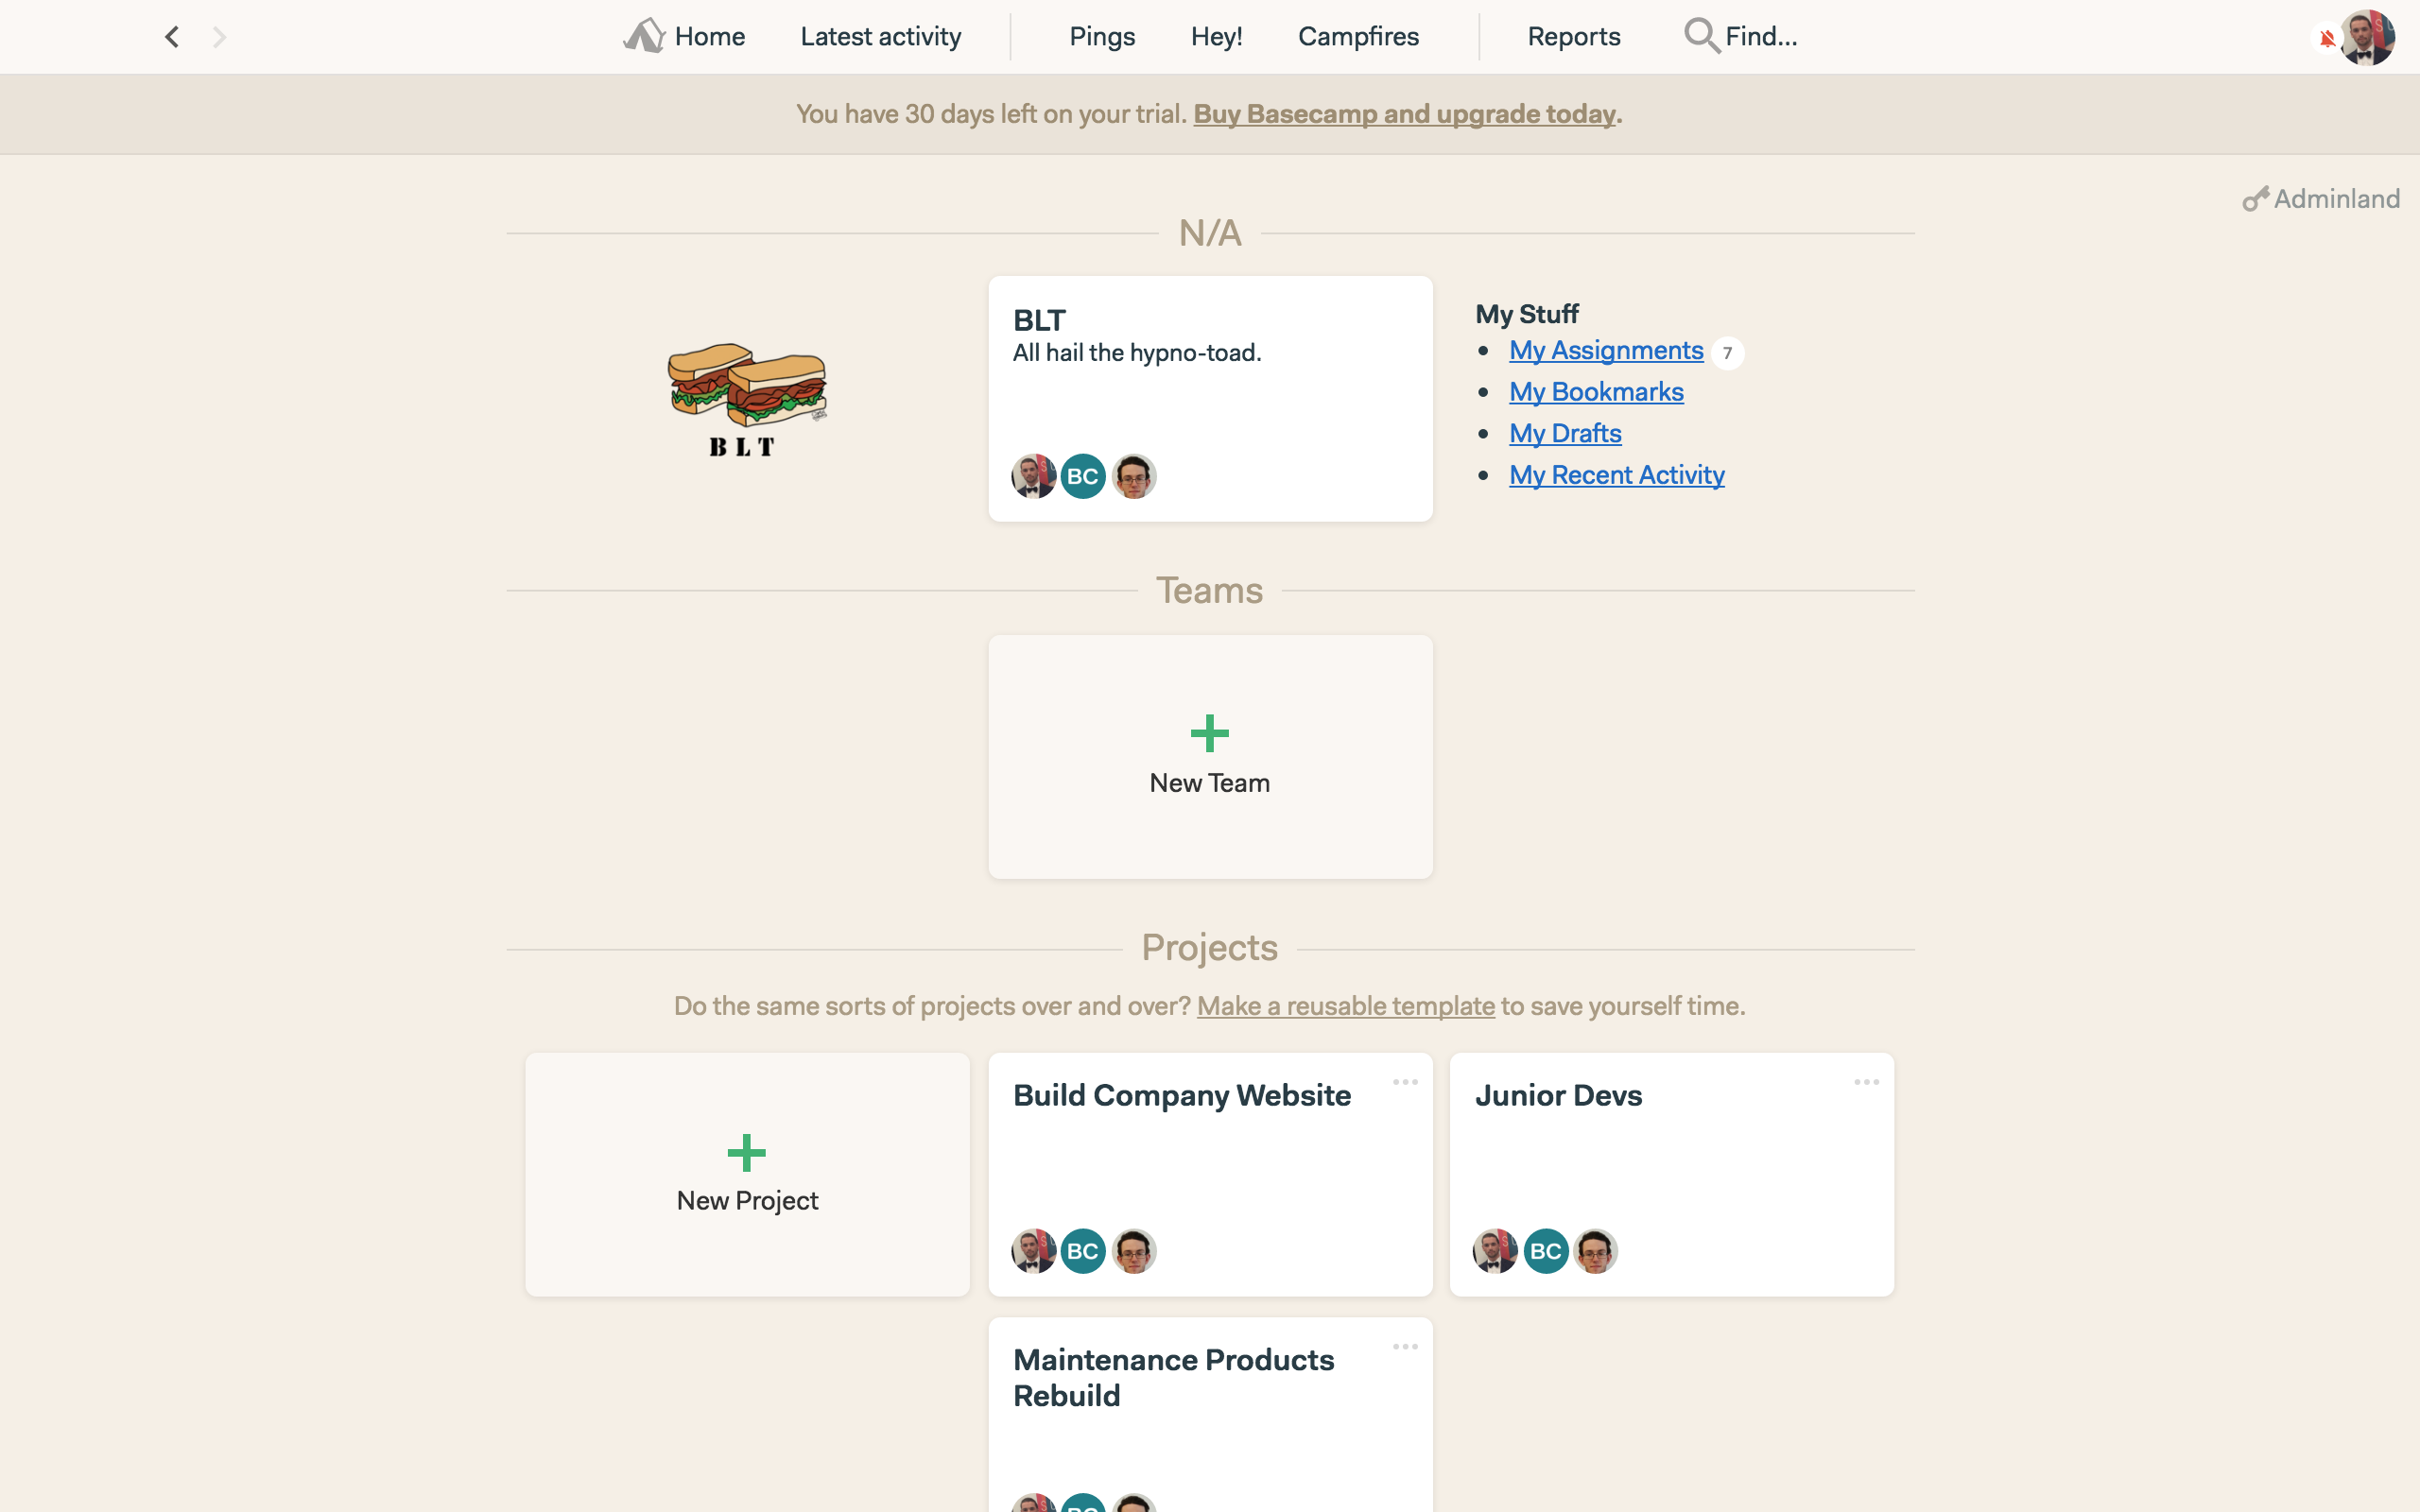 Home
Latest activity
Pings
Hey!
Campfires
Reports
Find...
You have 30 days left on your trial. Buy Basecamp and upgrade today.
Adminland
N/A
BLT
BLT
All hail the hypno-toad.
BC
My Stuff
My Assignments 7
My Bookmarks
My Drafts
My Recent Activity
Teams
New Team
Projects
Do the same sorts of projects over and over? Make a reusable template to save yourself time.
New Project
Build Company Website
BC
Junior Devs
BC
Maintenance Products
Rebuild
BC